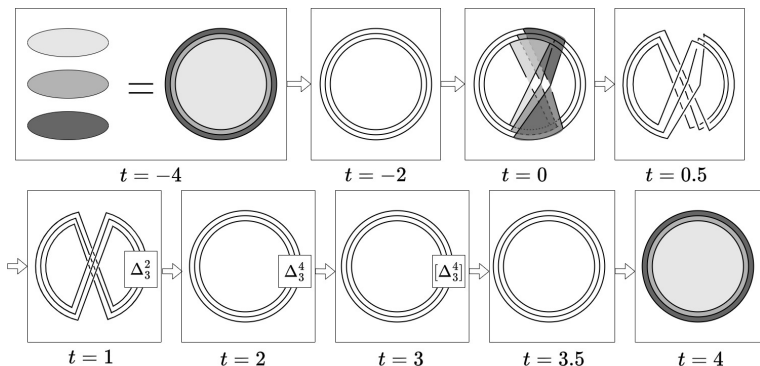 =
t = −4
t = −2
t = 0
t = 0.5
Δ₃²
Δ₃⁴
[Δ₃⁴]
t = 1
t = 2
t = 3
t = 3.5
t = 4